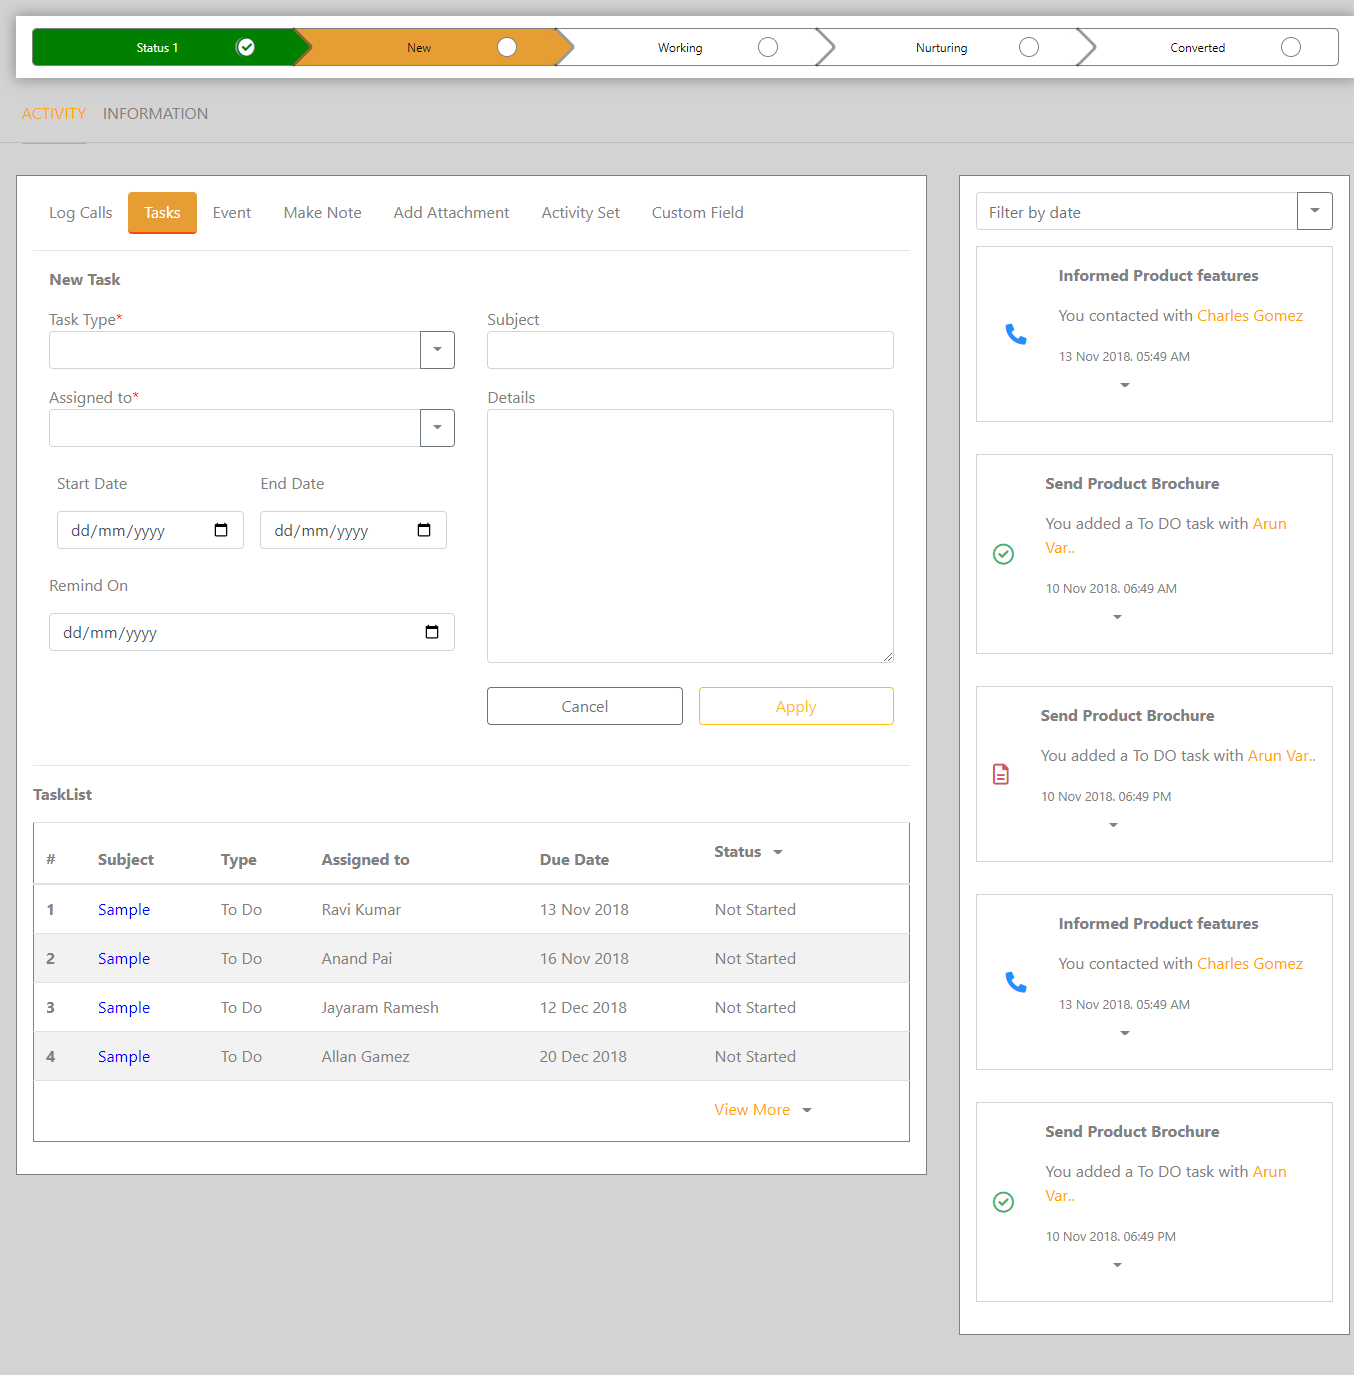 Status 1
New
Working
Nurturing
Converted
ACTIVITY INFORMATION
Log Calls Tasks Event Make Note Add Attachment Activity Set Custom Field
New Task
Task Type*
Subject
Assigned to*
Details
Start Date
End Date
dd/mm/yyyy
dd/mm/yyyy
Remind On
dd/mm/yyyy
Cancel
Apply
TaskList
# Subject Type Assigned to Due Date Status
1 Sample To Do Ravi Kumar 13 Nov 2018 Not Started
2 Sample To Do Anand Pai 16 Nov 2018 Not Started
3 Sample To Do Jayaram Ramesh 12 Dec 2018 Not Started
4 Sample To Do Allan Gamez 20 Dec 2018 Not Started
View More
Filter by date
Informed Product features
You contacted with Charles Gomez
13 Nov 2018. 05:49 AM
Send Product Brochure
You added a To DO task with Arun
Var..
10 Nov 2018. 06:49 AM
Send Product Brochure
You added a To DO task with Arun Var..
10 Nov 2018. 06:49 PM
Informed Product features
You contacted with Charles Gomez
13 Nov 2018. 05:49 AM
Send Product Brochure
You added a To DO task with Arun
Var..
10 Nov 2018. 06:49 PM